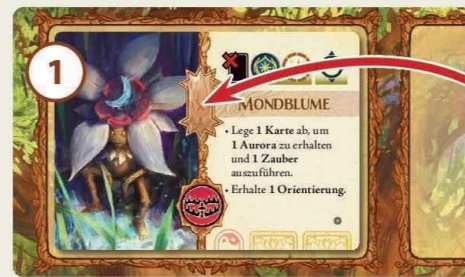 1
MONDBLUME
• Lege 1 Karte ab, um
1 Aurora zu erhalten
und 1 Zauber
auszuführen.
• Erhalte 1 Orientierung.